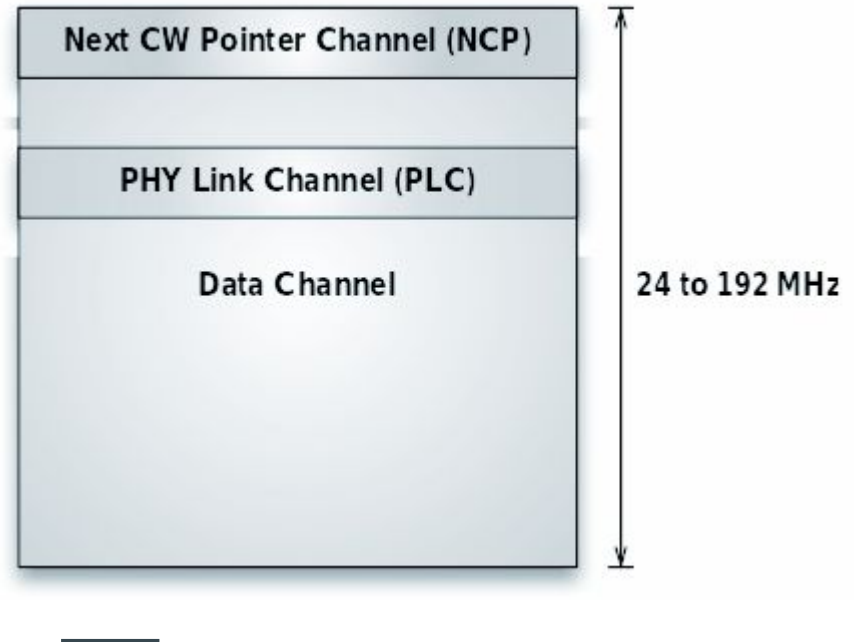 Next CW Pointer Channel (NCP)
PHY Link Channel (PLC)
Data Channel
24 to 192 MHz